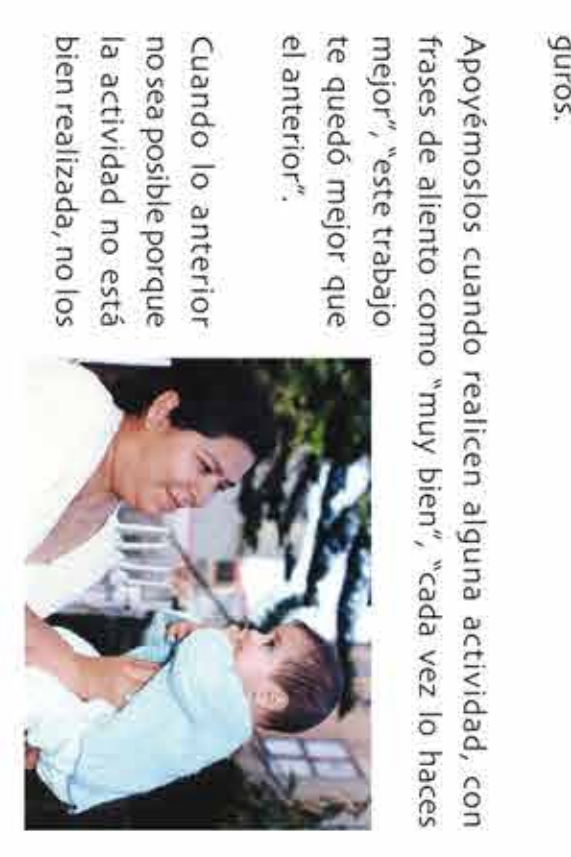 guros.
Apoyémoslos cuando realicen alguna actividad, con
frases de aliento como "muy bien", "cada vez lo haces
mejor", "este trabajo
te quedó mejor que
el anterior".
Cuando lo anterior
no sea posible porque
la actividad no está
bien realizada, no los